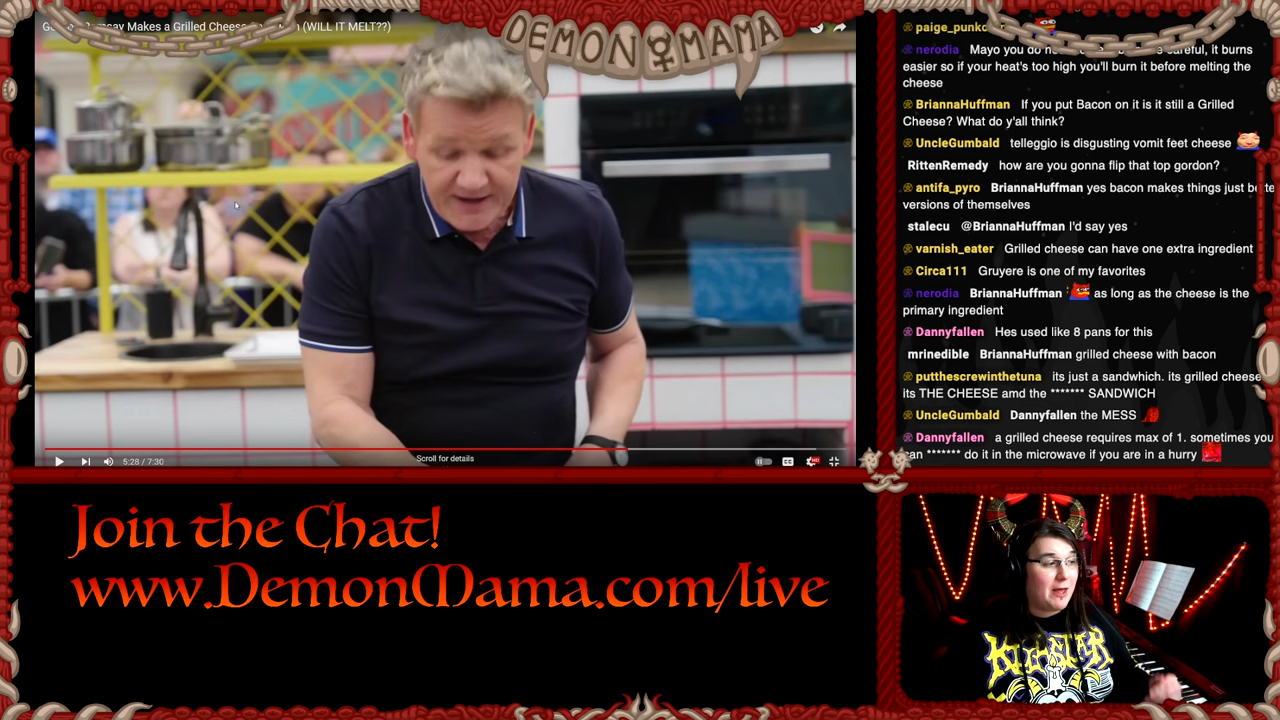 Makes a Grilled Cheese (WILL IT MELT??)
DEMON MAMA
5:28 / 7:30
Scroll for details
CC
HD
Join the Chat!
www.DemonMama.com/live
nerodia Mayo you do it burns
easier so if your heat's too high you'll burn it before melting the
cheese
BriannaHuffman If you put Bacon on it is it still a Grilled
Cheese? What do y'all think?
UncleGumbald telleggio is disgusting vomit feet cheese
RittenRemedy how are you gonna flip that top gordon?
antifa_pyro BriannaHuffman yes bacon makes things just
versions of themselves
stalecu @BriannaHuffman I'd say yes
varnish_eater Grilled cheese can have one extra ingredient
Circa111 Gruyere is one of my favorites
nerodia BriannaHuffman as long as the cheese is the
primary ingredient
Dannyfallen Hes used like 8 pans for this
mrinedible BriannaHuffman grilled cheese with bacon
putthescrewinthetuna its just a sandwhich. its grilled cheese
its THE CHEESE amd the ******* SANDWICH
UncleGumbald Dannyfallen the MESS
Dannyfallen a grilled cheese requires max of 1. sometimes you
******* do it in the microwave if you are in a hurry